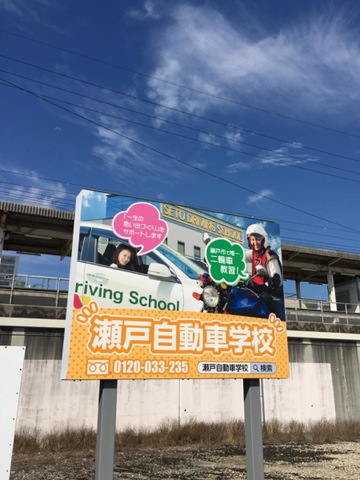 SETO DRIVING SCHOOL
「一生の
思い出づくり」を
サポートします
瀬戸市で唯一、
二輪車
教習!
riving School
瀬戸自動車学校
0120-033-235
瀬戸自動車学校
検索